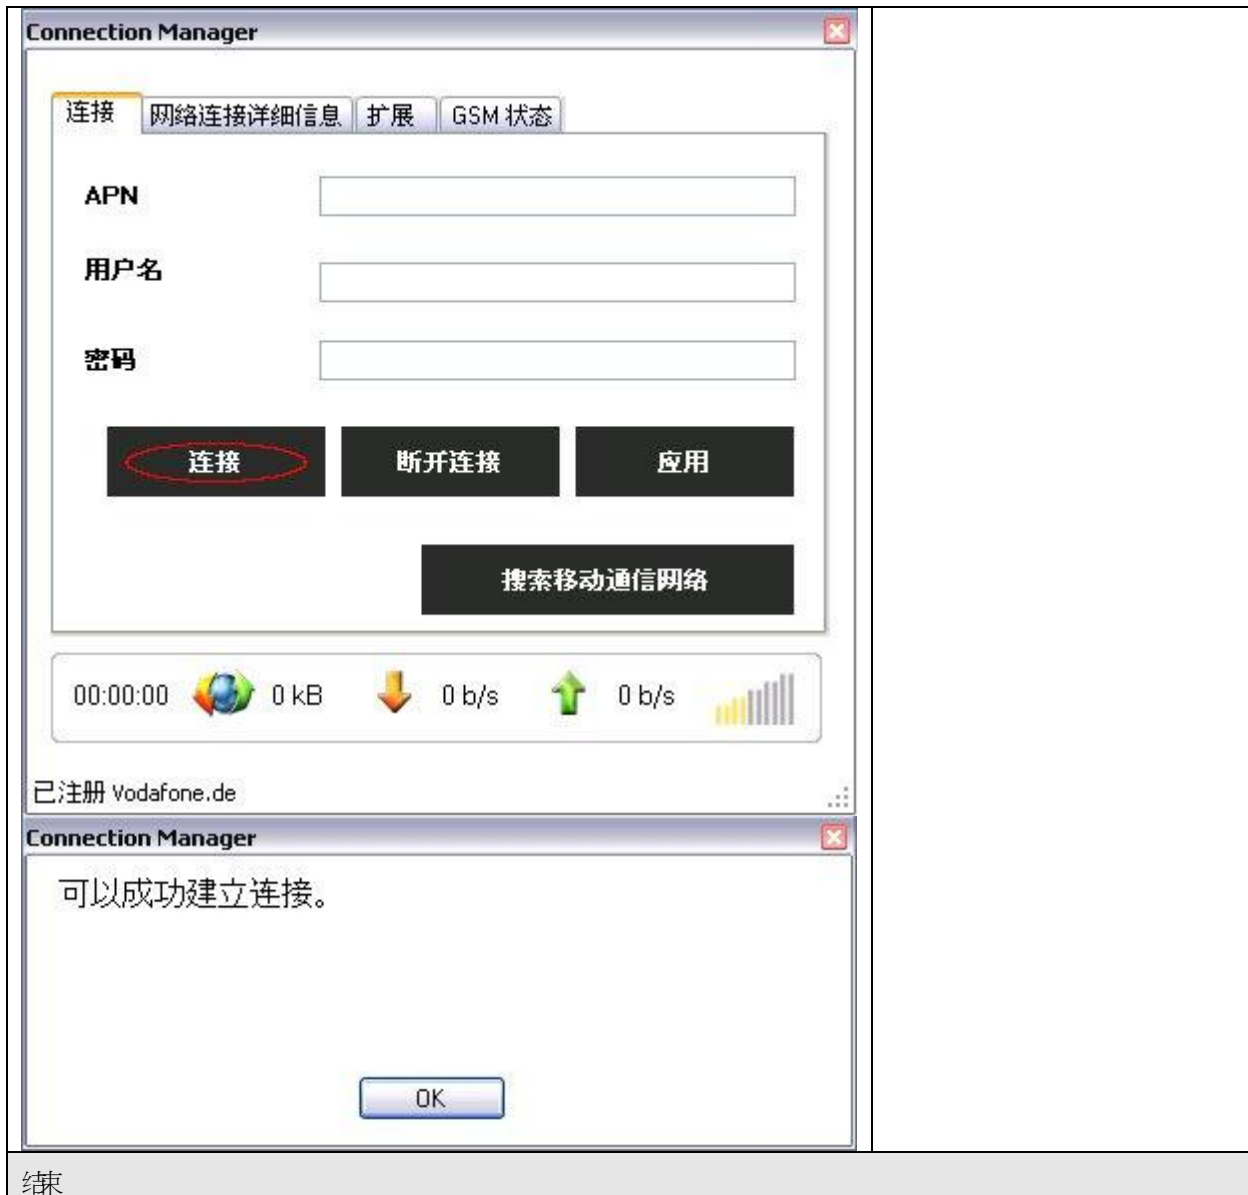 Connection Manager
连接 网络连接详细信息 扩展 GSM 状态
APN
用户名
密码
连接 断开连接 应用
搜索移动通信网络
00:00:00 0 kB 0 b/s 0 b/s
已注册 Vodafone.de
Connection Manager
可以成功建立连接。
OK
结束